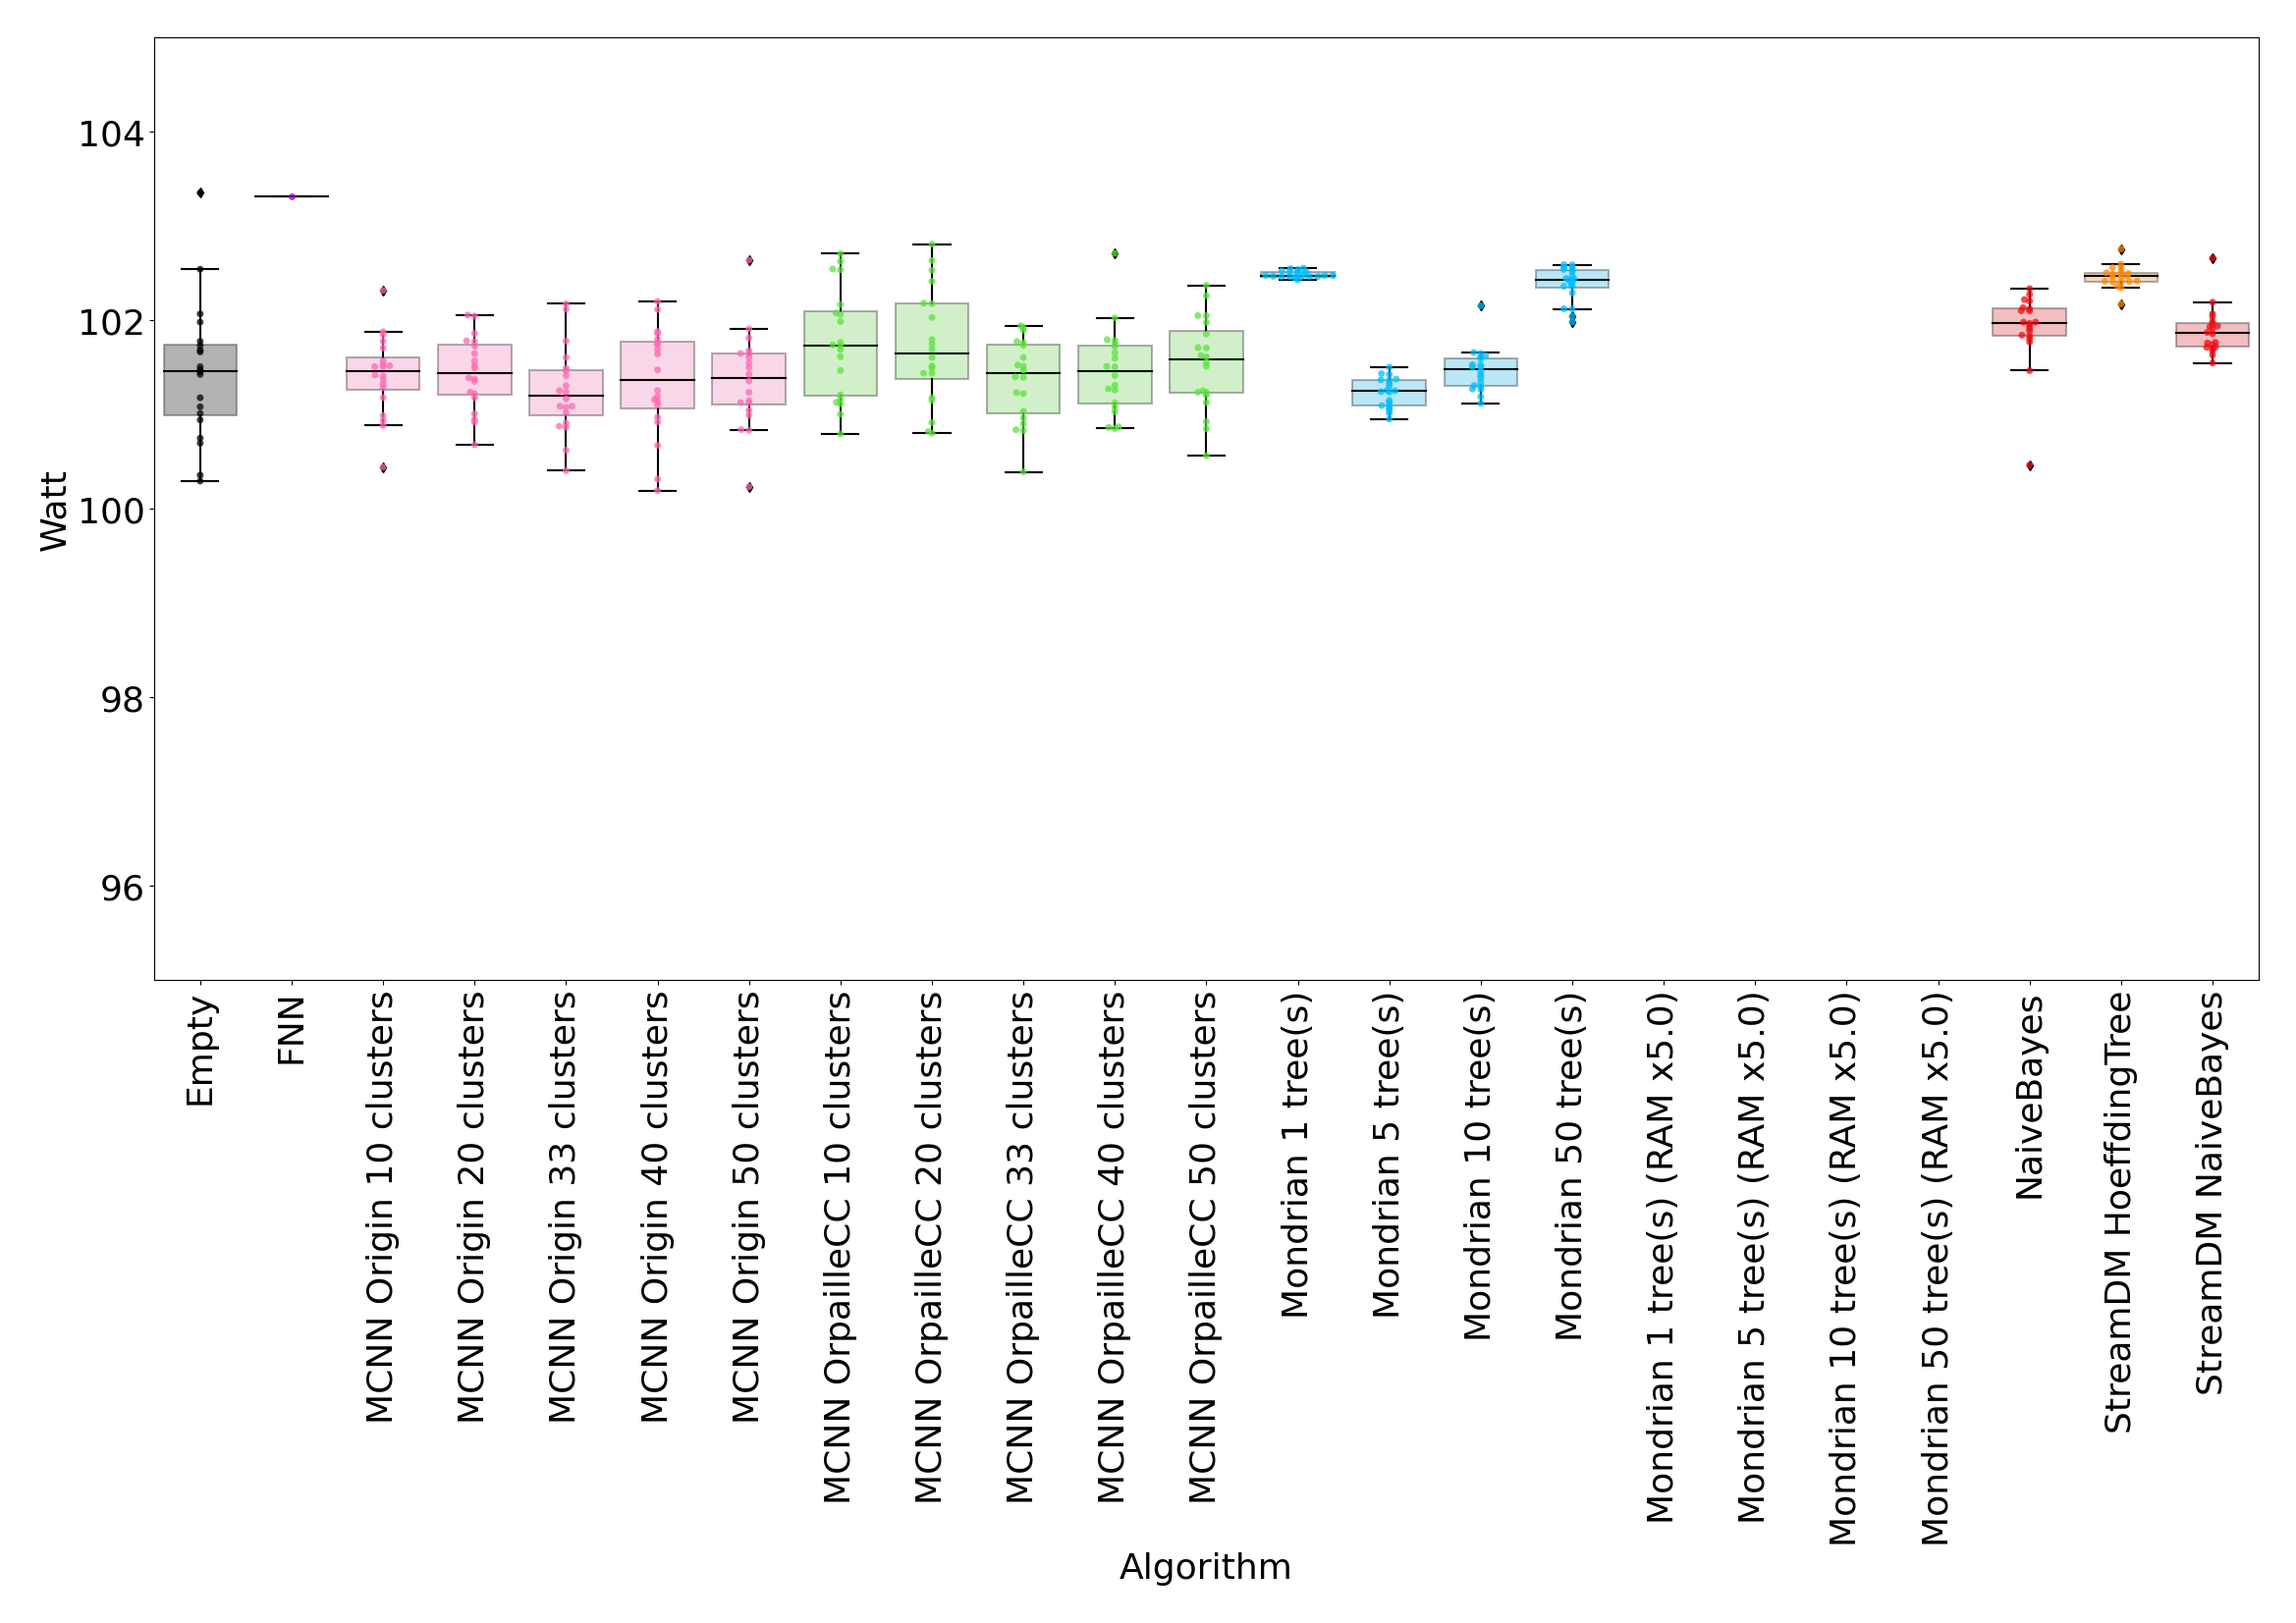 104
102
100
98
96
Watt
Empty
FNN
MCNN Origin 10 clusters
MCNN Origin 20 clusters
MCNN Origin 33 clusters
MCNN Origin 40 clusters
MCNN Origin 50 clusters
MCNN OrpailleCC 10 clusters
MCNN OrpailleCC 20 clusters
MCNN OrpailleCC 33 clusters
MCNN OrpailleCC 40 clusters
MCNN OrpailleCC 50 clusters
Mondrian 1 tree(s)
Mondrian 5 tree(s)
Mondrian 10 tree(s)
Mondrian 50 tree(s)
Mondrian 1 tree(s) (RAM x5.0)
Mondrian 5 tree(s) (RAM x5.0)
Mondrian 10 tree(s) (RAM x5.0)
Mondrian 50 tree(s) (RAM x5.0)
NaiveBayes
StreamDM HoeffdingTree
StreamDM NaiveBayes
Algorithm